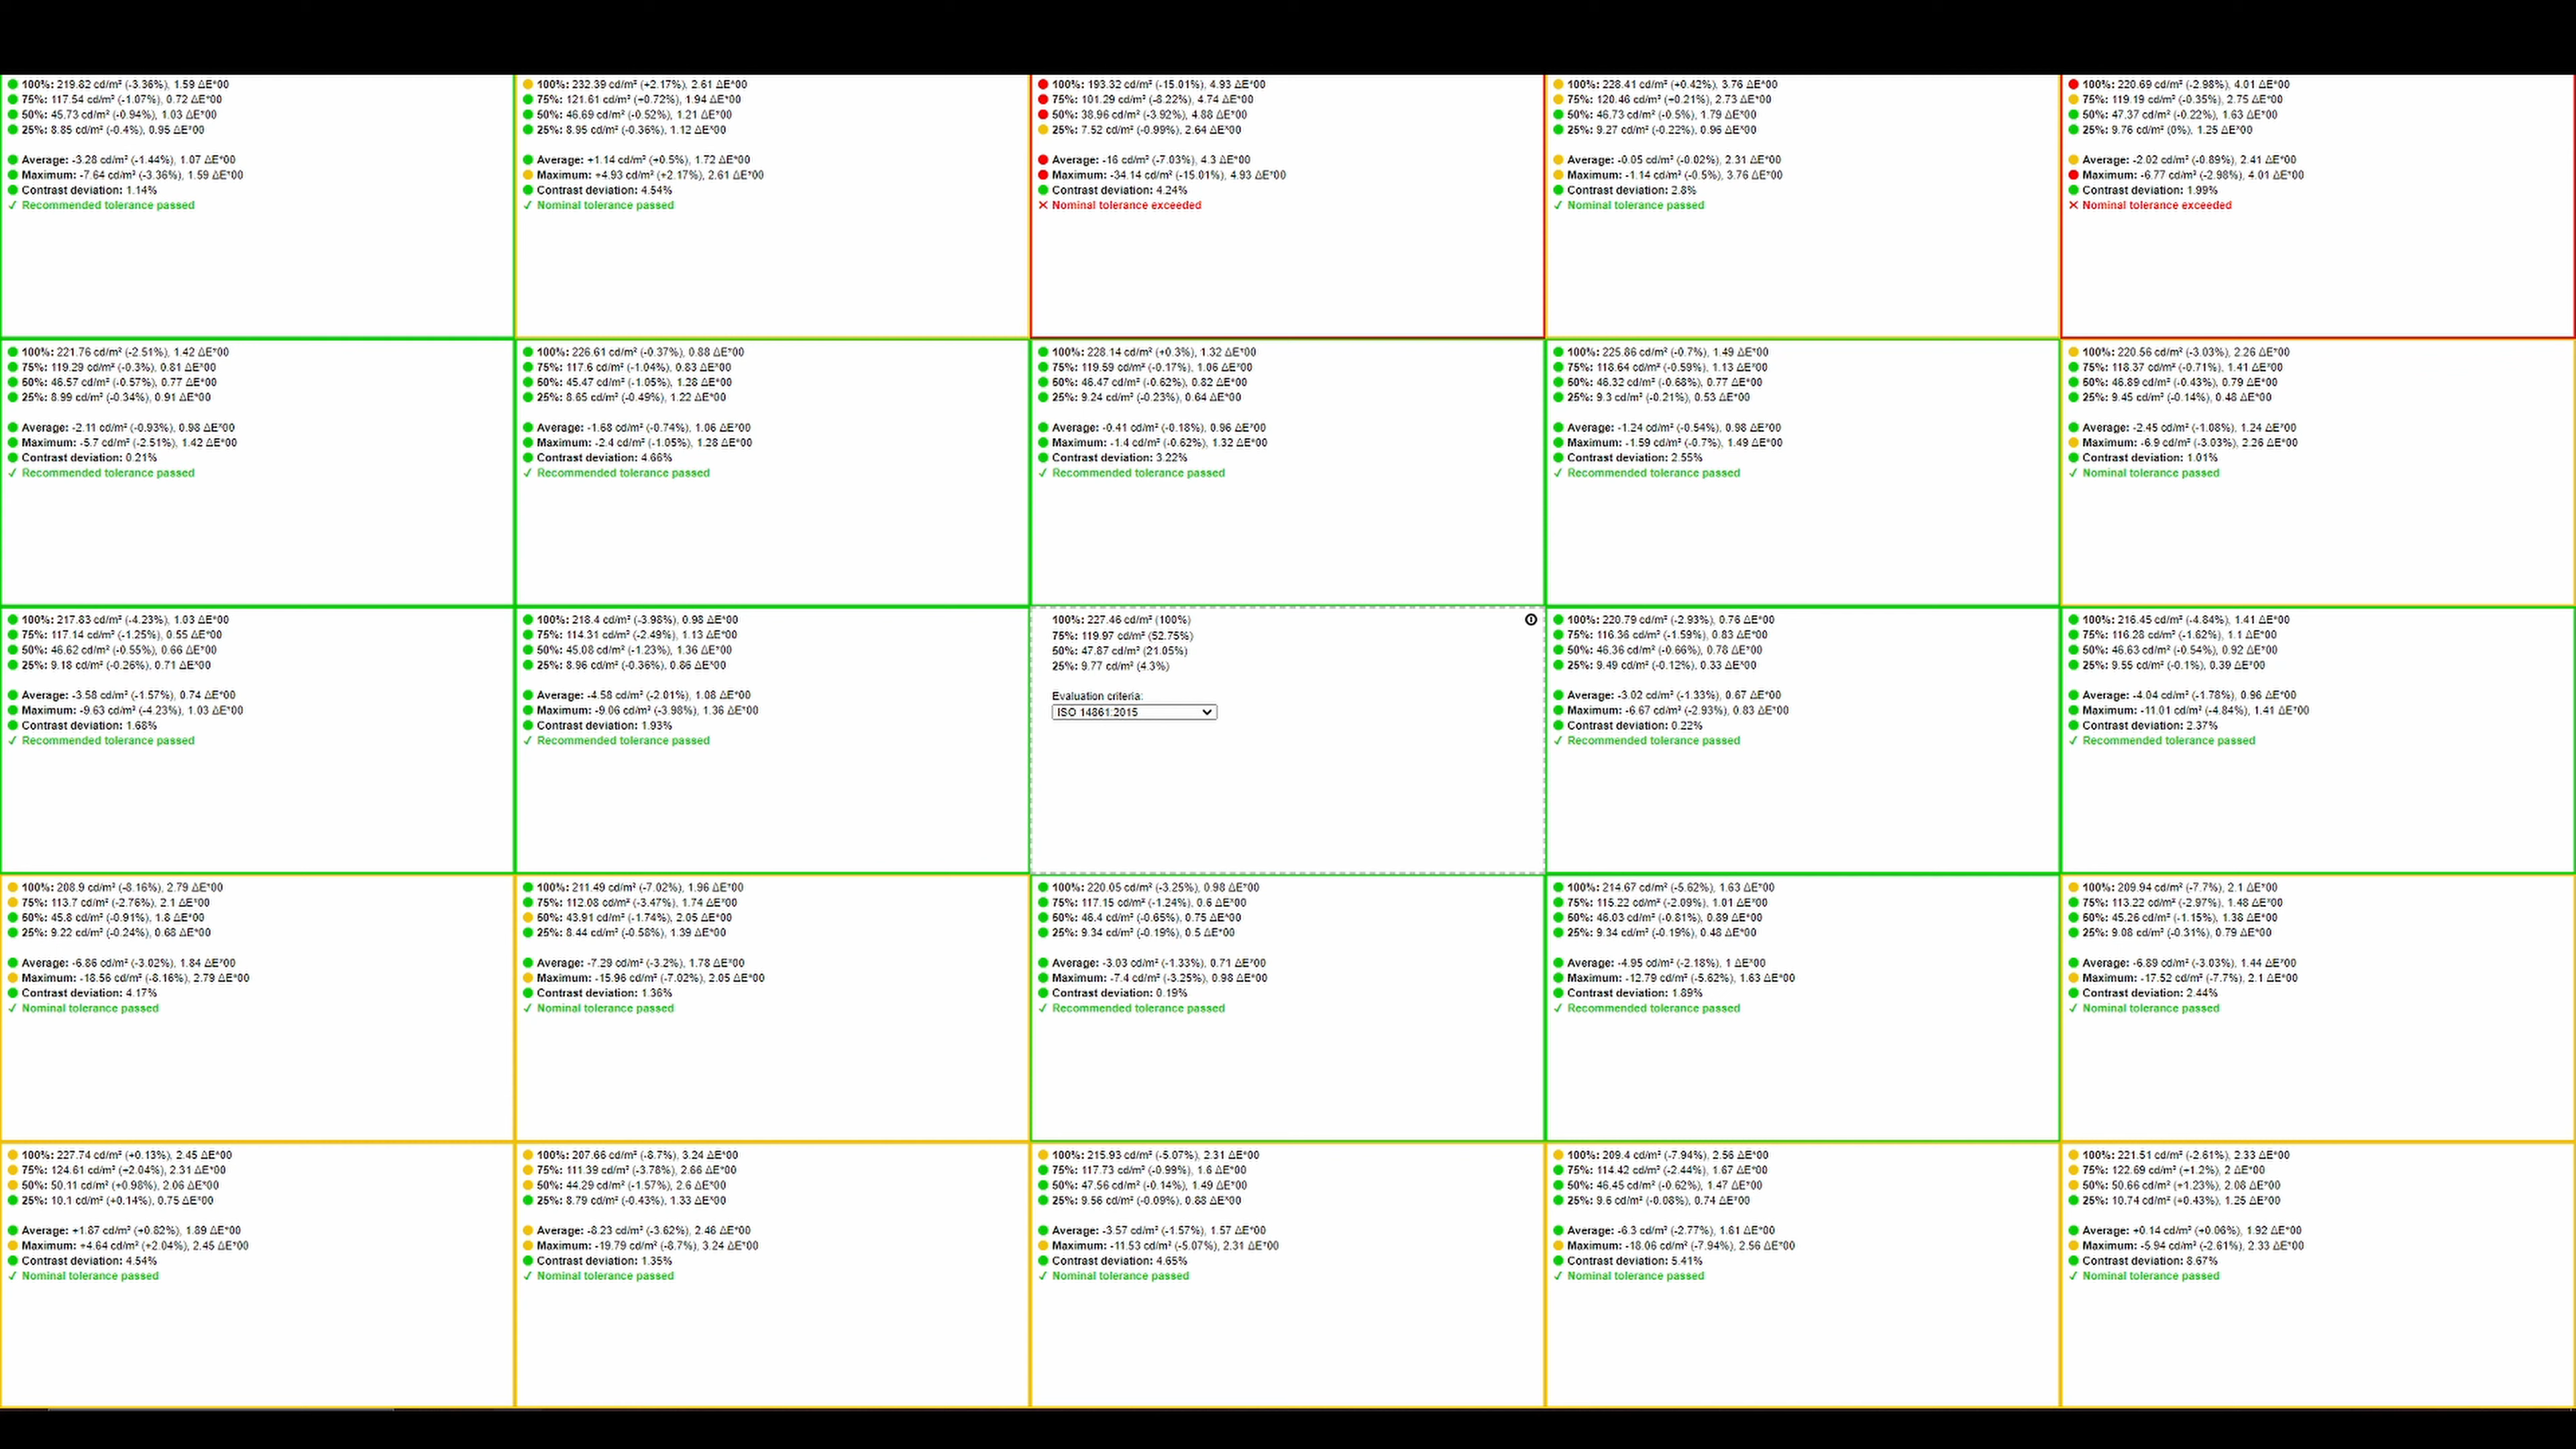 100%: 219.82 cd/m² (-3.36%), 1.59 ΔE*00
75%: 117.54 cd/m² (-1.07%), 0.72 ΔE*00
50%: 45.73 cd/m² (-0.94%), 1.03 ΔE*00
25%: 8.85 cd/m² (-0.4%), 0.95 ΔE*00
Average: -3.28 cd/m² (-1.44%), 1.07 ΔE*00
Maximum: -7.64 cd/m² (-3.36%), 1.59 ΔE*00
Contrast deviation: 1.14%
✓ Recommended tolerance passed
100%: 232.39 cd/m² (+2.17%), 2.61 ΔE*00
75%: 121.61 cd/m² (+0.72%), 1.94 ΔE*00
50%: 46.69 cd/m² (-0.52%), 1.21 ΔE*00
25%: 8.95 cd/m² (-0.36%), 1.12 ΔE*00
Average: +1.14 cd/m² (+0.5%), 1.72 ΔE*00
Maximum: +4.93 cd/m² (+2.17%), 2.61 ΔE*00
Contrast deviation: 4.54%
✓ Nominal tolerance passed
100%: 193.32 cd/m² (-15.01%), 4.93 ΔE*00
75%: 101.29 cd/m² (-8.22%), 4.74 ΔE*00
50%: 38.96 cd/m² (-3.92%), 4.88 ΔE*00
25%: 7.52 cd/m² (-0.99%), 2.64 ΔE*00
Average: -16 cd/m² (-7.03%), 4.3 ΔE*00
Maximum: -34.14 cd/m² (-15.01%), 4.93 ΔE*00
Contrast deviation: 4.24%
✕ Nominal tolerance exceeded
100%: 228.41 cd/m² (+0.42%), 3.76 ΔE*00
75%: 120.46 cd/m² (+0.21%), 2.73 ΔE*00
50%: 46.73 cd/m² (-0.5%), 1.79 ΔE*00
25%: 9.27 cd/m² (-0.22%), 0.96 ΔE*00
Average: -0.05 cd/m² (-0.02%), 2.31 ΔE*00
Maximum: -1.14 cd/m² (-0.5%), 3.76 ΔE*00
Contrast deviation: 2.8%
✓ Nominal tolerance passed
100%: 220.69 cd/m² (-2.98%), 4.01 ΔE*00
75%: 119.19 cd/m² (-0.35%), 2.75 ΔE*00
50%: 47.37 cd/m² (-0.22%), 1.63 ΔE*00
25%: 9.76 cd/m² (0%), 1.25 ΔE*00
Average: -2.02 cd/m² (-0.89%), 2.41 ΔE*00
Maximum: -6.77 cd/m² (-2.98%), 4.01 ΔE*00
Contrast deviation: 1.99%
✕ Nominal tolerance exceeded
100%: 221.76 cd/m² (-2.51%), 1.42 ΔE*00
75%: 119.29 cd/m² (-0.3%), 0.81 ΔE*00
50%: 46.57 cd/m² (-0.57%), 0.77 ΔE*00
25%: 8.99 cd/m² (-0.34%), 0.91 ΔE*00
Average: -2.11 cd/m² (-0.93%), 0.98 ΔE*00
Maximum: -5.7 cd/m² (-2.51%), 1.42 ΔE*00
Contrast deviation: 0.21%
✓ Recommended tolerance passed
100%: 226.61 cd/m² (-0.37%), 0.88 ΔE*00
75%: 117.6 cd/m² (-1.04%), 0.83 ΔE*00
50%: 45.47 cd/m² (-1.05%), 1.28 ΔE*00
25%: 8.65 cd/m² (-0.49%), 1.22 ΔE*00
Average: -1.68 cd/m² (-0.74%), 1.06 ΔE*00
Maximum: -2.4 cd/m² (-1.05%), 1.28 ΔE*00
Contrast deviation: 4.66%
✓ Recommended tolerance passed
100%: 228.14 cd/m² (+0.3%), 1.32 ΔE*00
75%: 119.59 cd/m² (-0.17%), 1.06 ΔE*00
50%: 46.47 cd/m² (-0.62%), 0.82 ΔE*00
25%: 9.24 cd/m² (-0.23%), 0.64 ΔE*00
Average: -0.41 cd/m² (-0.18%), 0.96 ΔE*00
Maximum: -1.4 cd/m² (-0.62%), 1.32 ΔE*00
Contrast deviation: 3.22%
✓ Recommended tolerance passed
100%: 225.86 cd/m² (-0.7%), 1.49 ΔE*00
75%: 118.64 cd/m² (-0.59%), 1.13 ΔE*00
50%: 46.32 cd/m² (-0.68%), 0.77 ΔE*00
25%: 9.3 cd/m² (-0.21%), 0.53 ΔE*00
Average: -1.24 cd/m² (-0.54%), 0.98 ΔE*00
Maximum: -1.59 cd/m² (-0.7%), 1.49 ΔE*00
Contrast deviation: 2.55%
✓ Recommended tolerance passed
100%: 220.56 cd/m² (-3.03%), 2.26 ΔE*00
75%: 118.37 cd/m² (-0.71%), 1.41 ΔE*00
50%: 46.89 cd/m² (-0.43%), 0.79 ΔE*00
25%: 9.45 cd/m² (-0.14%), 0.48 ΔE*00
Average: -2.45 cd/m² (-1.08%), 1.24 ΔE*00
Maximum: -6.9 cd/m² (-3.03%), 2.26 ΔE*00
Contrast deviation: 1.01%
✓ Nominal tolerance passed
100%: 217.83 cd/m² (-4.23%), 1.03 ΔE*00
75%: 117.14 cd/m² (-1.25%), 0.55 ΔE*00
50%: 46.62 cd/m² (-0.55%), 0.66 ΔE*00
25%: 9.18 cd/m² (-0.26%), 0.71 ΔE*00
Average: -3.58 cd/m² (-1.57%), 0.74 ΔE*00
Maximum: -9.63 cd/m² (-4.23%), 1.03 ΔE*00
Contrast deviation: 1.68%
✓ Recommended tolerance passed
100%: 218.4 cd/m² (-3.98%), 0.98 ΔE*00
75%: 114.31 cd/m² (-2.49%), 1.13 ΔE*00
50%: 45.08 cd/m² (-1.23%), 1.36 ΔE*00
25%: 8.96 cd/m² (-0.36%), 0.86 ΔE*00
Average: -4.58 cd/m² (-2.01%), 1.08 ΔE*00
Maximum: -9.06 cd/m² (-3.98%), 1.36 ΔE*00
Contrast deviation: 1.93%
✓ Recommended tolerance passed
100%: 227.46 cd/m² (100%)
75%: 119.97 cd/m² (52.75%)
50%: 47.87 cd/m² (21.05%)
25%: 9.77 cd/m² (4.3%)
Evaluation criteria:
ISO 14861:2015
100%: 220.79 cd/m² (-2.93%), 0.76 ΔE*00
75%: 116.36 cd/m² (-1.59%), 0.83 ΔE*00
50%: 46.36 cd/m² (-0.66%), 0.78 ΔE*00
25%: 9.49 cd/m² (-0.12%), 0.33 ΔE*00
Average: -3.02 cd/m² (-1.33%), 0.67 ΔE*00
Maximum: -6.67 cd/m² (-2.93%), 0.83 ΔE*00
Contrast deviation: 0.22%
✓ Recommended tolerance passed
100%: 216.45 cd/m² (-4.84%), 1.41 ΔE*00
75%: 116.28 cd/m² (-1.62%), 1.1 ΔE*00
50%: 46.63 cd/m² (-0.54%), 0.92 ΔE*00
25%: 9.55 cd/m² (-0.1%), 0.39 ΔE*00
Average: -4.04 cd/m² (-1.78%), 0.96 ΔE*00
Maximum: -11.01 cd/m² (-4.84%), 1.41 ΔE*00
Contrast deviation: 2.37%
✓ Recommended tolerance passed
100%: 208.9 cd/m² (-8.16%), 2.79 ΔE*00
75%: 113.7 cd/m² (-2.76%), 2.1 ΔE*00
50%: 45.8 cd/m² (-0.91%), 1.8 ΔE*00
25%: 9.22 cd/m² (-0.24%), 0.68 ΔE*00
Average: -6.86 cd/m² (-3.02%), 1.84 ΔE*00
Maximum: -18.56 cd/m² (-8.16%), 2.79 ΔE*00
Contrast deviation: 4.17%
✓ Nominal tolerance passed
100%: 211.49 cd/m² (-7.02%), 1.96 ΔE*00
75%: 112.08 cd/m² (-3.47%), 1.74 ΔE*00
50%: 43.91 cd/m² (-1.74%), 2.05 ΔE*00
25%: 8.44 cd/m² (-0.58%), 1.39 ΔE*00
Average: -7.29 cd/m² (-3.2%), 1.78 ΔE*00
Maximum: -15.96 cd/m² (-7.02%), 2.05 ΔE*00
Contrast deviation: 1.36%
✓ Nominal tolerance passed
100%: 220.05 cd/m² (-3.25%), 0.98 ΔE*00
75%: 117.15 cd/m² (-1.24%), 0.6 ΔE*00
50%: 46.4 cd/m² (-0.65%), 0.75 ΔE*00
25%: 9.34 cd/m² (-0.19%), 0.5 ΔE*00
Average: -3.03 cd/m² (-1.33%), 0.71 ΔE*00
Maximum: -7.4 cd/m² (-3.25%), 0.98 ΔE*00
Contrast deviation: 0.19%
✓ Recommended tolerance passed
100%: 214.67 cd/m² (-5.62%), 1.63 ΔE*00
75%: 115.22 cd/m² (-2.09%), 1.01 ΔE*00
50%: 46.03 cd/m² (-0.81%), 0.89 ΔE*00
25%: 9.34 cd/m² (-0.19%), 0.48 ΔE*00
Average: -4.95 cd/m² (-2.18%), 1 ΔE*00
Maximum: -12.79 cd/m² (-5.62%), 1.63 ΔE*00
Contrast deviation: 1.89%
✓ Recommended tolerance passed
100%: 209.94 cd/m² (-7.7%), 2.1 ΔE*00
75%: 113.22 cd/m² (-2.97%), 1.48 ΔE*00
50%: 45.26 cd/m² (-1.15%), 1.38 ΔE*00
25%: 9.08 cd/m² (-0.31%), 0.79 ΔE*00
Average: -6.89 cd/m² (-3.03%), 1.44 ΔE*00
Maximum: -17.52 cd/m² (-7.7%), 2.1 ΔE*00
Contrast deviation: 2.44%
✓ Nominal tolerance passed
100%: 227.74 cd/m² (+0.13%), 2.45 ΔE*00
75%: 124.61 cd/m² (+2.04%), 2.31 ΔE*00
50%: 50.11 cd/m² (+0.98%), 2.06 ΔE*00
25%: 10.1 cd/m² (+0.14%), 0.75 ΔE*00
Average: +1.87 cd/m² (+0.82%), 1.89 ΔE*00
Maximum: +4.64 cd/m² (+2.04%), 2.45 ΔE*00
Contrast deviation: 4.54%
✓ Nominal tolerance passed
100%: 207.66 cd/m² (-8.7%), 3.24 ΔE*00
75%: 111.39 cd/m² (-3.78%), 2.66 ΔE*00
50%: 44.29 cd/m² (-1.57%), 2.6 ΔE*00
25%: 8.79 cd/m² (-0.43%), 1.33 ΔE*00
Average: -8.23 cd/m² (-3.62%), 2.46 ΔE*00
Maximum: -19.79 cd/m² (-8.7%), 3.24 ΔE*00
Contrast deviation: 1.35%
✓ Nominal tolerance passed
100%: 215.93 cd/m² (-5.07%), 2.31 ΔE*00
75%: 117.73 cd/m² (-0.99%), 1.6 ΔE*00
50%: 47.56 cd/m² (-0.14%), 1.49 ΔE*00
25%: 9.56 cd/m² (-0.09%), 0.88 ΔE*00
Average: -3.57 cd/m² (-1.57%), 1.57 ΔE*00
Maximum: -11.53 cd/m² (-5.07%), 2.31 ΔE*00
Contrast deviation: 4.65%
✓ Nominal tolerance passed
100%: 209.4 cd/m² (-7.94%), 2.56 ΔE*00
75%: 114.42 cd/m² (-2.44%), 1.67 ΔE*00
50%: 46.45 cd/m² (-0.62%), 1.47 ΔE*00
25%: 9.6 cd/m² (-0.08%), 0.74 ΔE*00
Average: -6.3 cd/m² (-2.77%), 1.61 ΔE*00
Maximum: -18.06 cd/m² (-7.94%), 2.56 ΔE*00
Contrast deviation: 5.41%
✓ Nominal tolerance passed
100%: 221.51 cd/m² (-2.61%), 2.33 ΔE*00
75%: 122.69 cd/m² (+1.2%), 2 ΔE*00
50%: 50.66 cd/m² (+1.23%), 2.08 ΔE*00
25%: 10.74 cd/m² (+0.43%), 1.25 ΔE*00
Average: +0.14 cd/m² (+0.06%), 1.92 ΔE*00
Maximum: -5.94 cd/m² (-2.61%), 2.33 ΔE*00
Contrast deviation: 8.67%
✓ Nominal tolerance passed